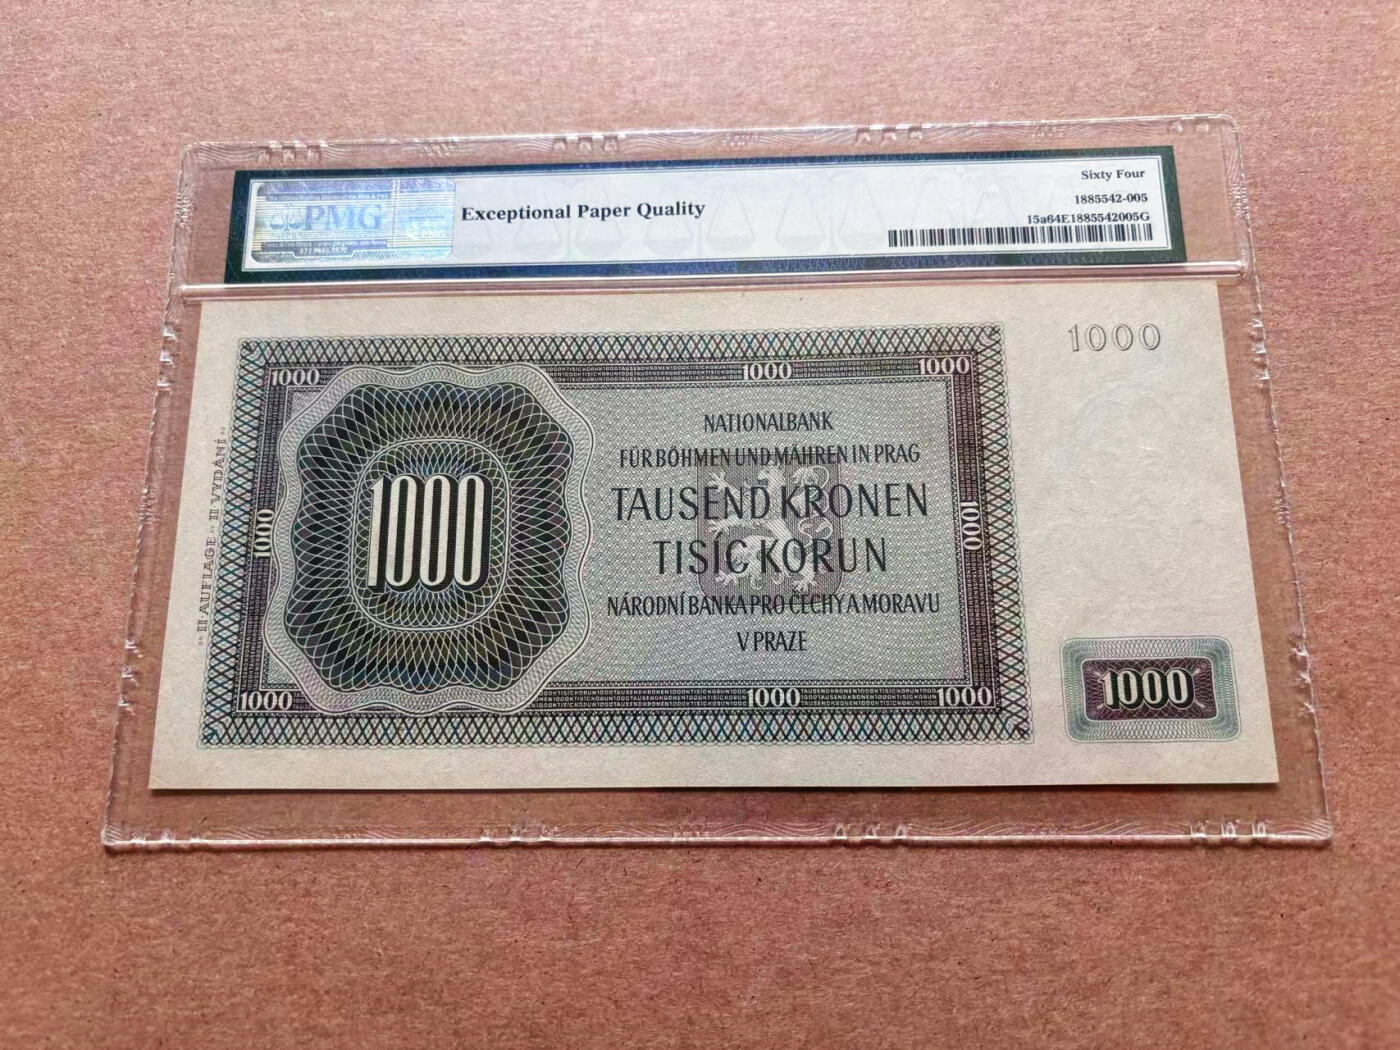 PMG
Exceptional Paper Quality
Sixty Four
1885542-005
15a64E1885542005G
1000
1000
1000
1000
NATIONALBANK
FÜR BÖHMEN UND MÄHREN IN PRAG
TAUSEND KRONEN
TISÍC KORUN
NÁRODNÍ BANKA PRO ČECHY A MORAVU
V PRAZE
1000
1000
1000
„II AUFLAGE" „II VYDÁNÍ"
1000
1000
1000
1000